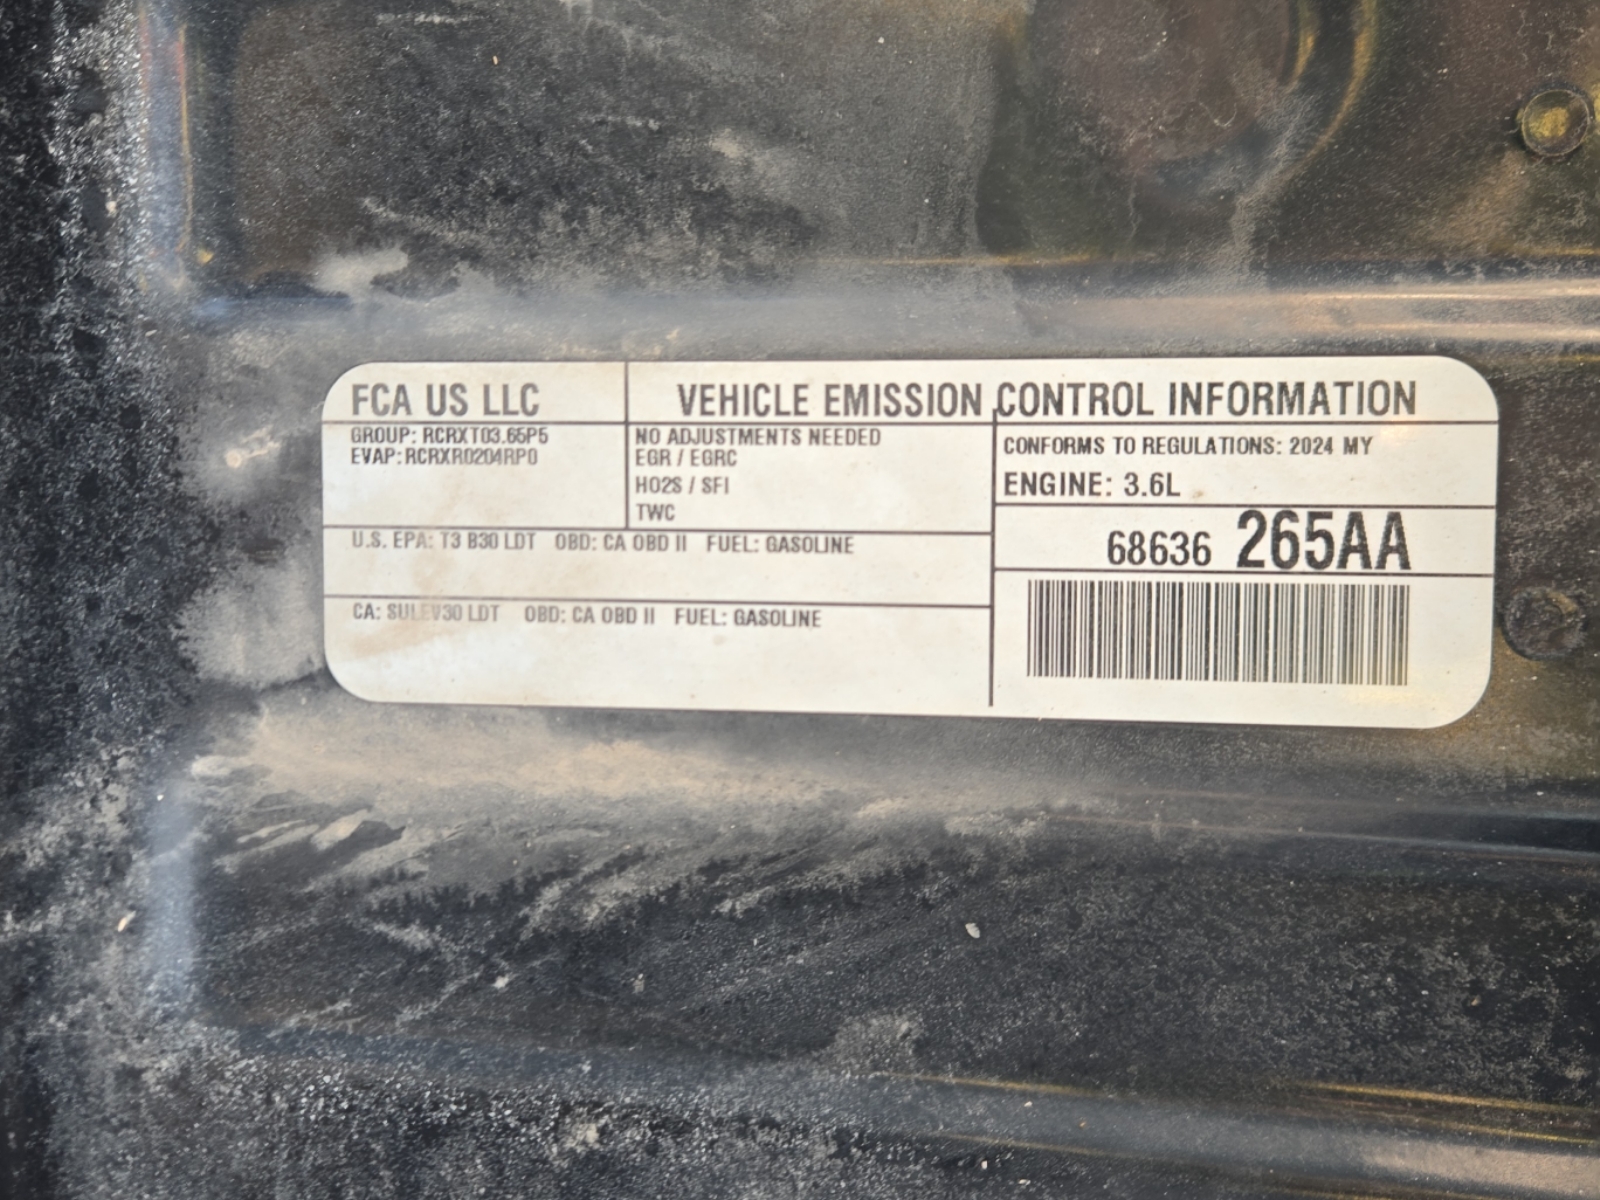 FCA US LLC
VEHICLE EMISSION CONTROL INFORMATION
GROUP: RCRXT03.65P5
EVAP: RCRXR0204RP0
NO ADJUSTMENTS NEEDED
EGR / EGRC
HO2S / SFI
TWC
CONFORMS TO REGULATIONS: 2024 MY
ENGINE: 3.6L
68636 265AA
U.S. EPA: T3 B30 LDT OBD: CA OBD II FUEL: GASOLINE
CA: SULEV30 LDT OBD: CA OBD II FUEL: GASOLINE